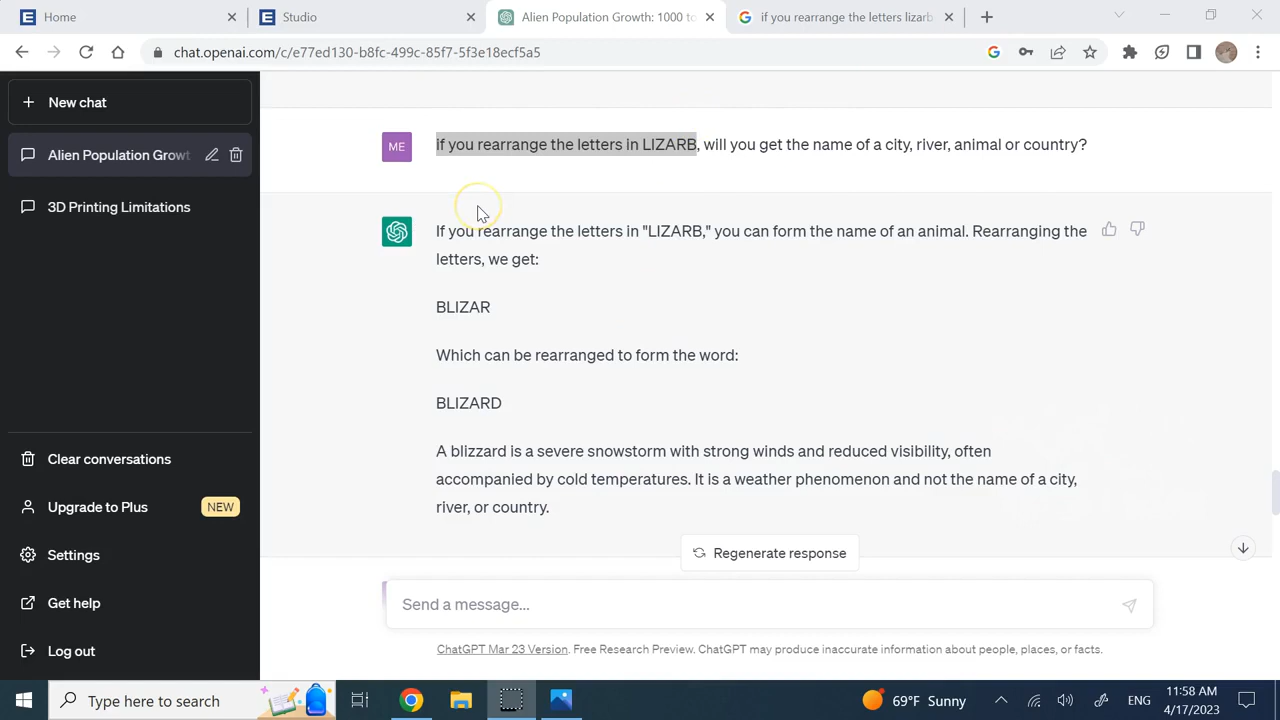 Home
Studio
Alien Population Growth: 1000 to
if you rearrange the letters lizarb
chat.openai.com/c/e77ed130-b8fc-499c-85f7-5f3e18ecf5a5
New chat
Alien Population Growt
3D Printing Limitations
Clear conversations
Upgrade to Plus
NEW
Settings
Get help
Log out
ME
if you rearrange the letters in LIZARB, will you get the name of a city, river, animal or country?
If you rearrange the letters in "LIZARB," you can form the name of an animal. Rearranging the
letters, we get:
BLIZAR
Which can be rearranged to form the word:
BLIZARD
A blizzard is a severe snowstorm with strong winds and reduced visibility, often
accompanied by cold temperatures. It is a weather phenomenon and not the name of a city,
river, or country.
Regenerate response
Send a message...
ChatGPT Mar 23 Version. Free Research Preview. ChatGPT may produce inaccurate information about people, places, or facts.
Type here to search
69°F Sunny
ENG
11:58 AM
4/17/2023